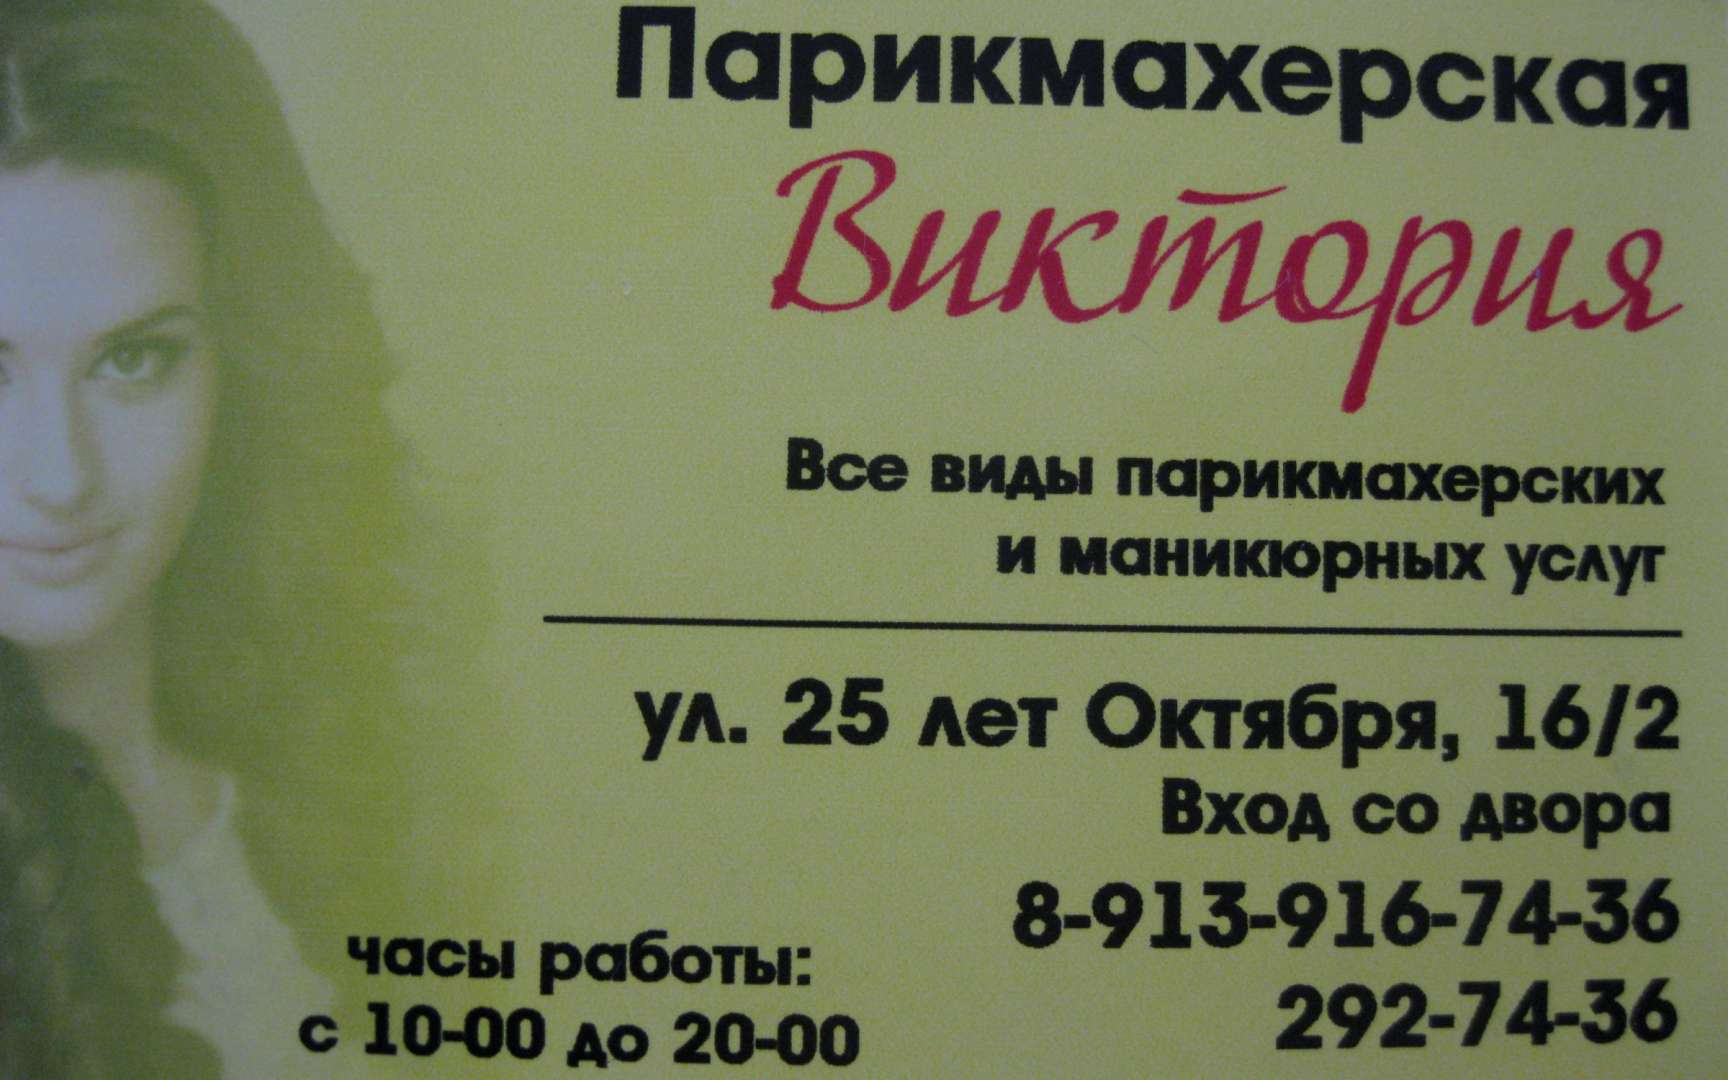 Парикмахерская
Виктория
Все виды парикмахерских
и маникюрных услуг
ул. 25 лет Октября, 16/2
Вход со двора
8-913-916-74-36
292-74-36
часы работы:
с 10-00 до 20-00